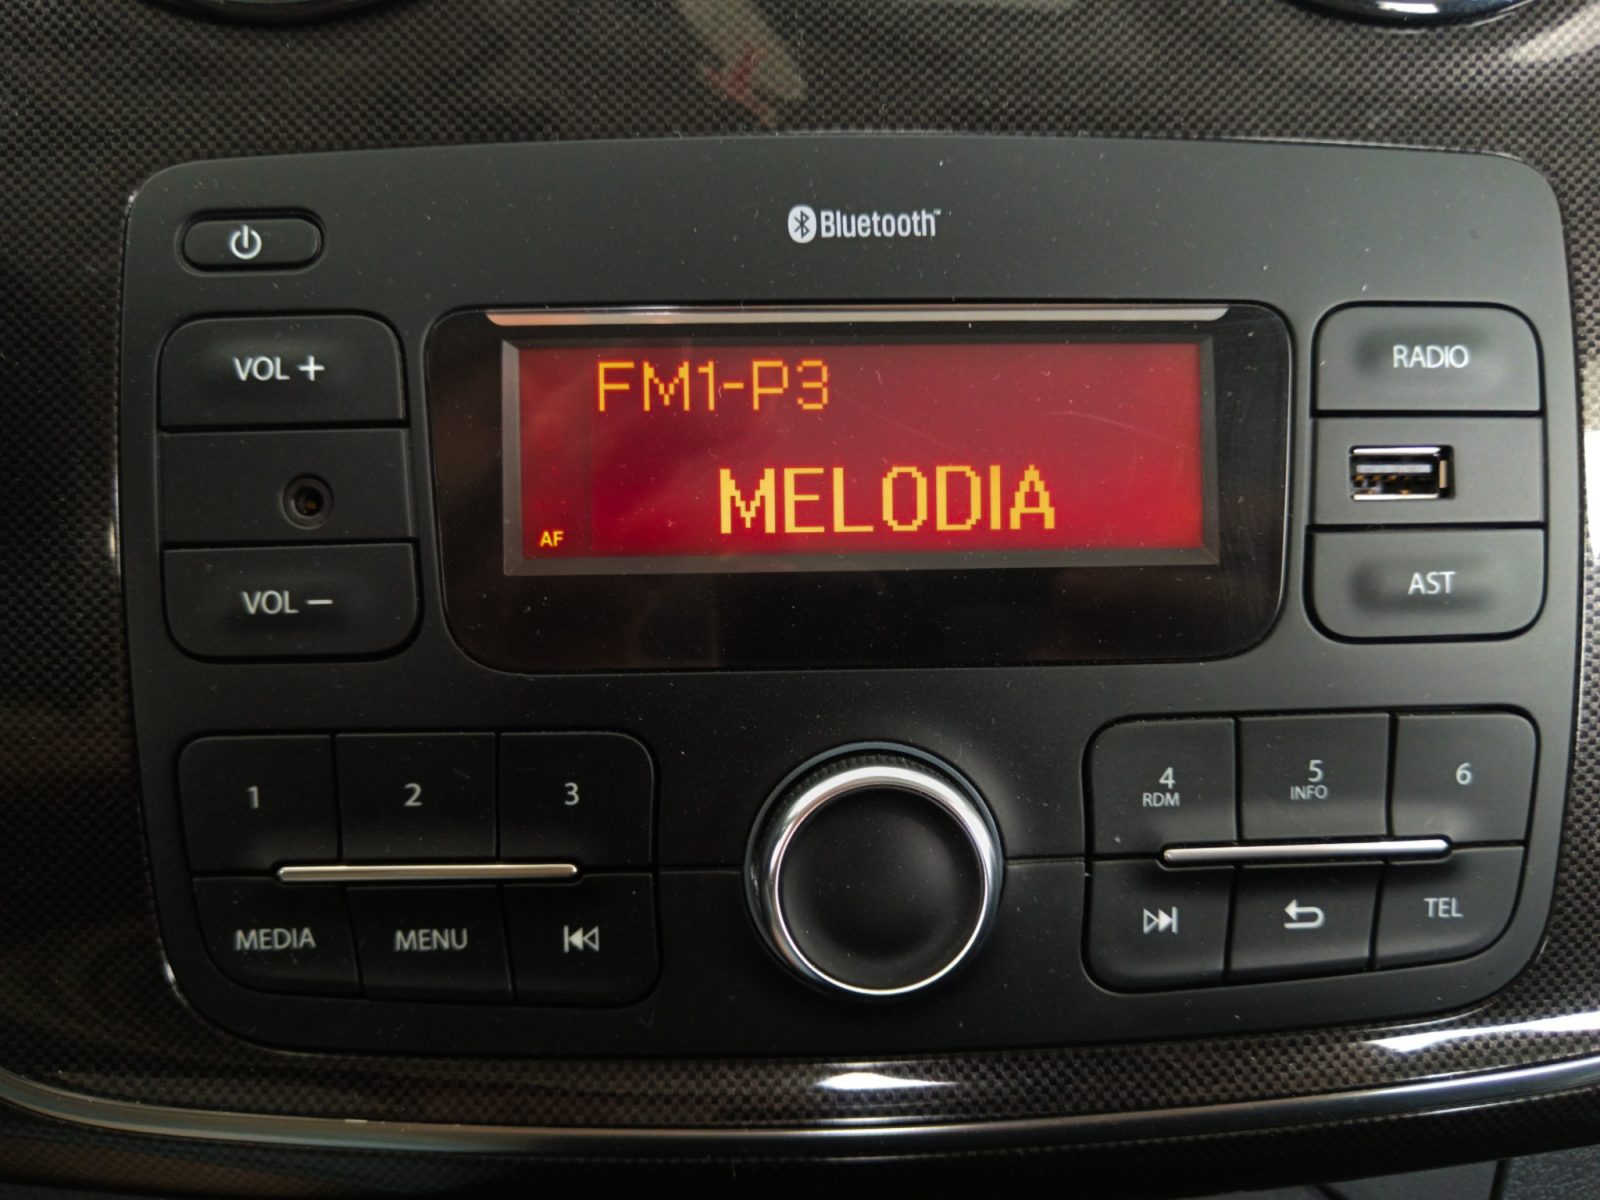 Bluetooth™
VOL +
FM1-P3
RADIO
MELODIA
AF
VOL −
AST
1
2
3
4
RDM
5
INFO
6
MEDIA
MENU
TEL